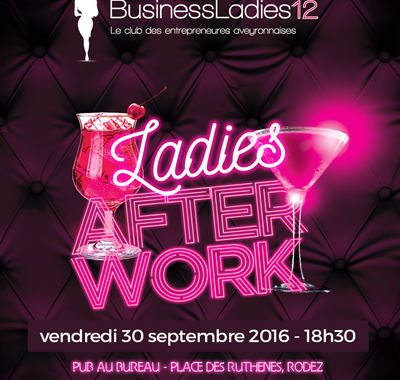 BusinessLadies12
Le club des entrepreneures aveyronnaises
Ladies
AFTER
WORK
vendredi 30 septembre 2016 - 18h30
PUB AU BUREAU - PLACE DES RUTHENES, RODEZ